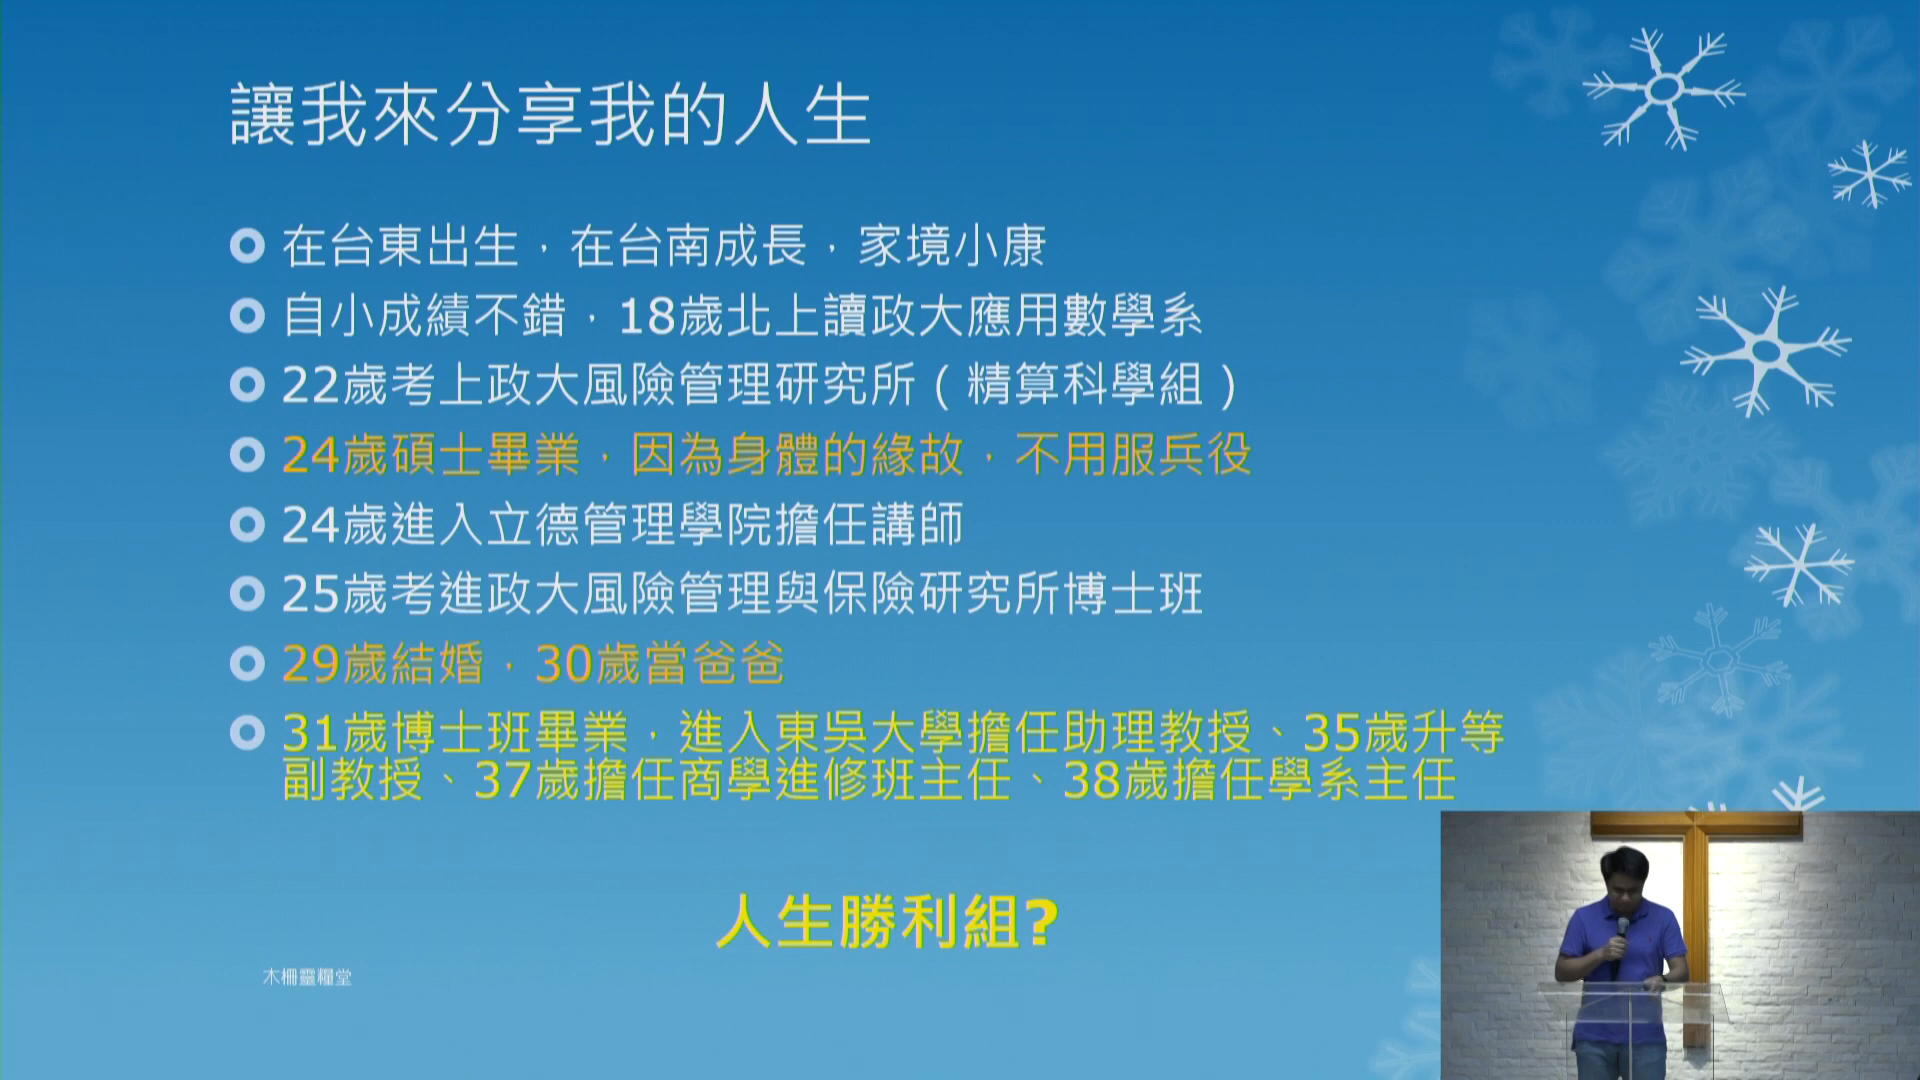 讓我來分享我的人生
在台東出生，在台南成長，家境小康
自小成績不錯，18歲北上讀政大應用數學系
22歲考上政大風險管理研究所（精算科學組）
24歲碩士畢業，因為身體的緣故，不用服兵役
24歲進入立德管理學院擔任講師
25歲考進政大風險管理與保險研究所博士班
29歲結婚，30歲當爸爸
31歲博士班畢業，進入東吳大學擔任助理教授、35歲升等
副教授、37歲擔任商學進修班主任、38歲擔任學系主任
人生勝利組?
木柵靈糧堂